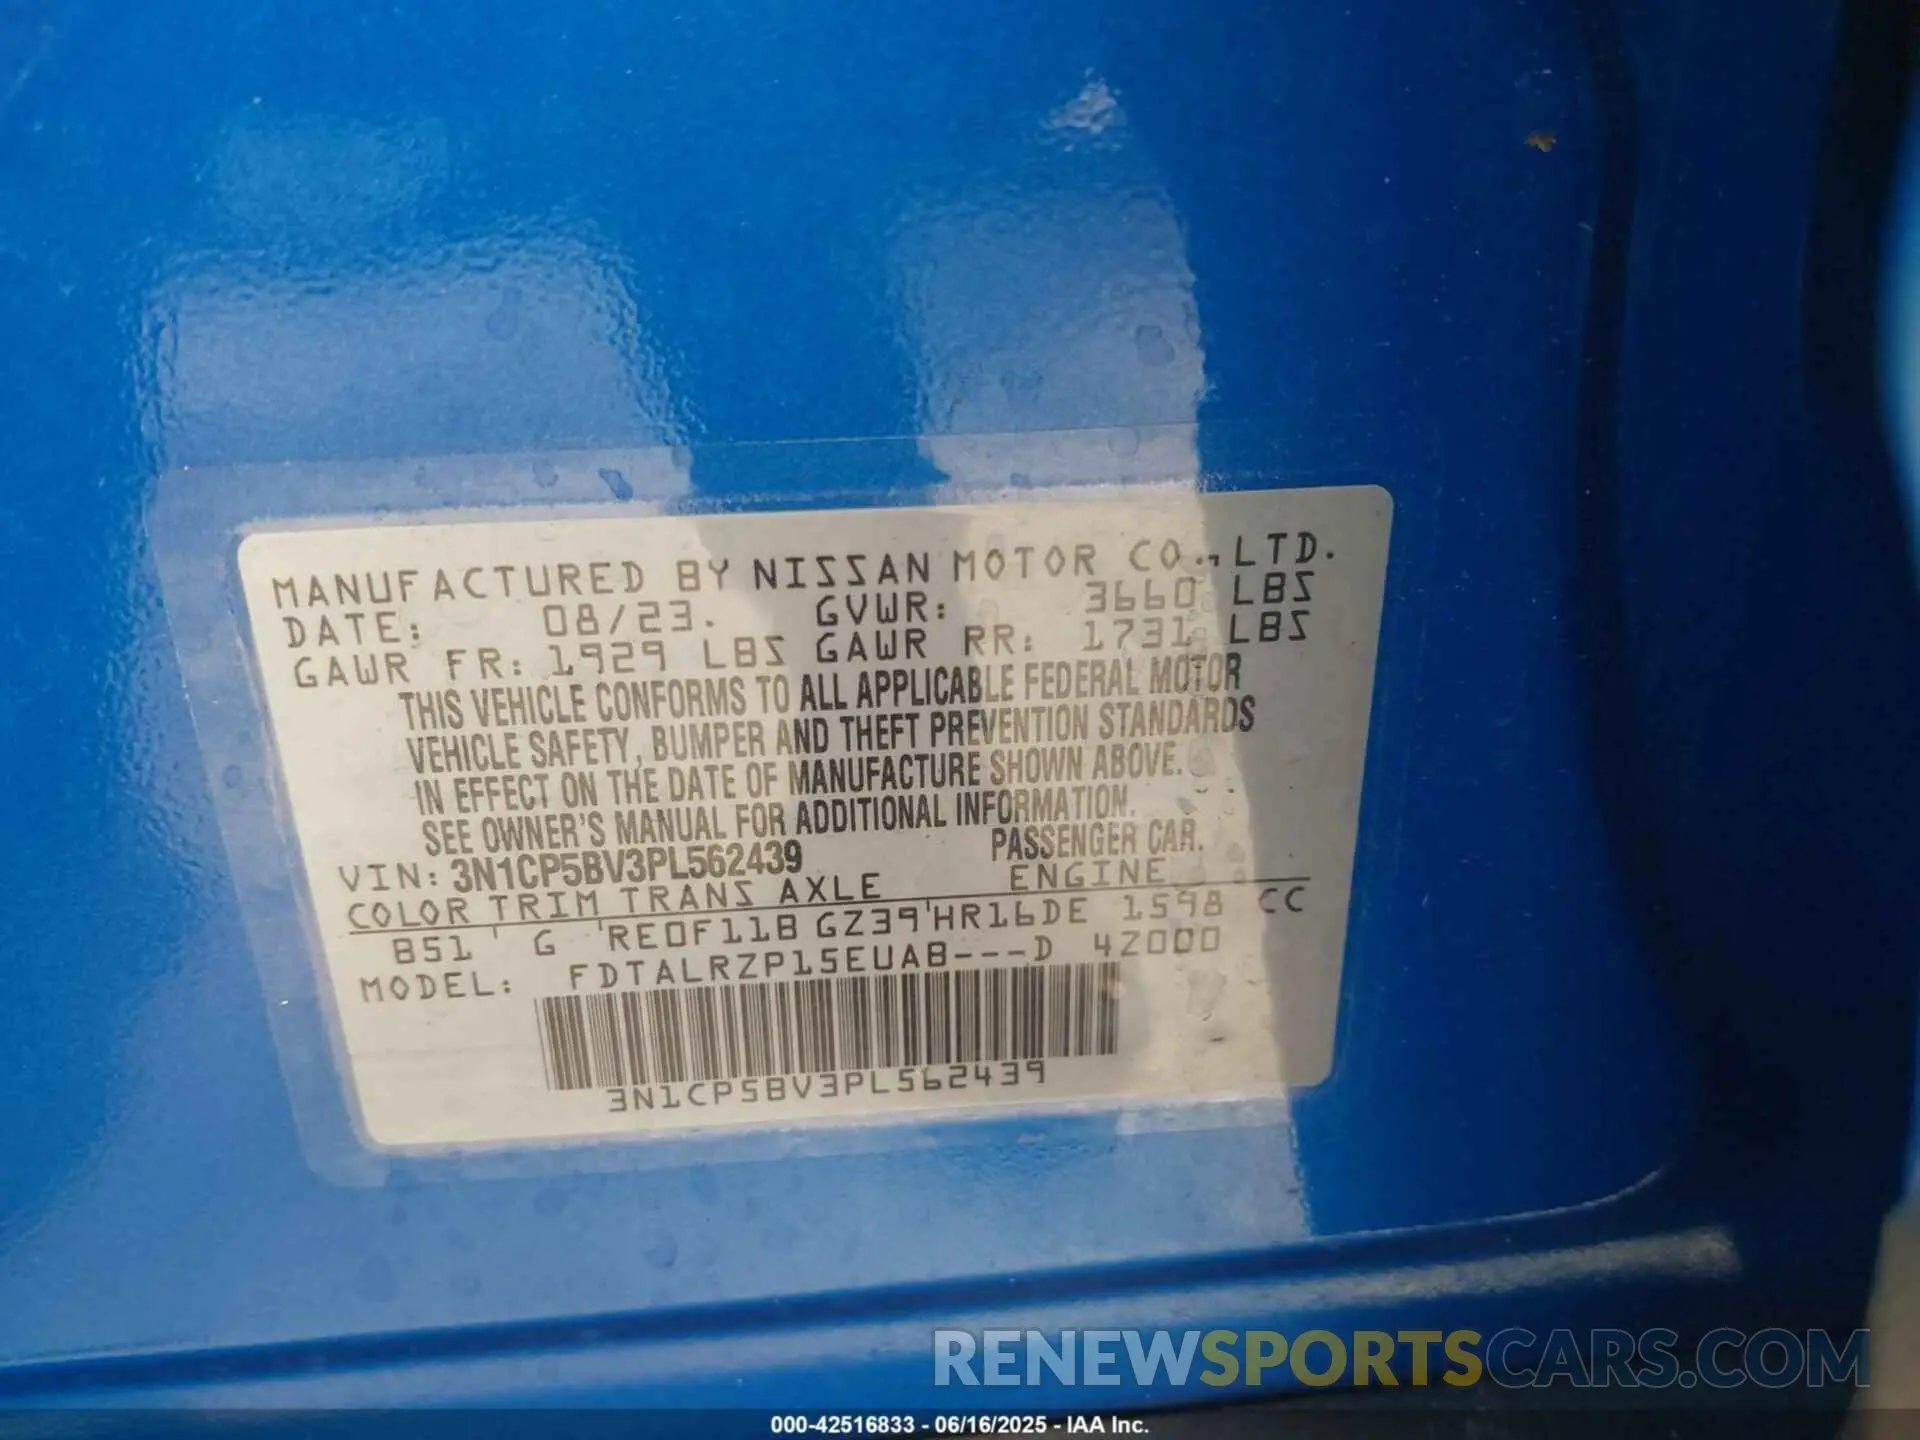 MANUFACTURED BY NISSAN MOTOR CO., LTD.
DATE: 08/23. GVWR: 3660 LBS
GAWR FR: 1929 LBS GAWR RR: 1731 LBS
THIS VEHICLE CONFORMS TO ALL APPLICABLE FEDERAL MOTOR
VEHICLE SAFETY, BUMPER AND THEFT PREVENTION STANDARDS
IN EFFECT ON THE DATE OF MANUFACTURE SHOWN ABOVE.
SEE OWNER'S MANUAL FOR ADDITIONAL INFORMATION.
VIN: 3N1CP5BV3PL562439 PASSENGER CAR.
COLOR TRIM TRANS AXLE ENGINE
B51 ' G 'RE0F11B GZ39'HR16DE 1598 CC
MODEL: FDTALRZP15EUAB---D 4Z000
3N1CP5BV3PL562439
RENEWSPORTSCARS.COM
000-42516833 - 06/16/2025 - IAA Inc.